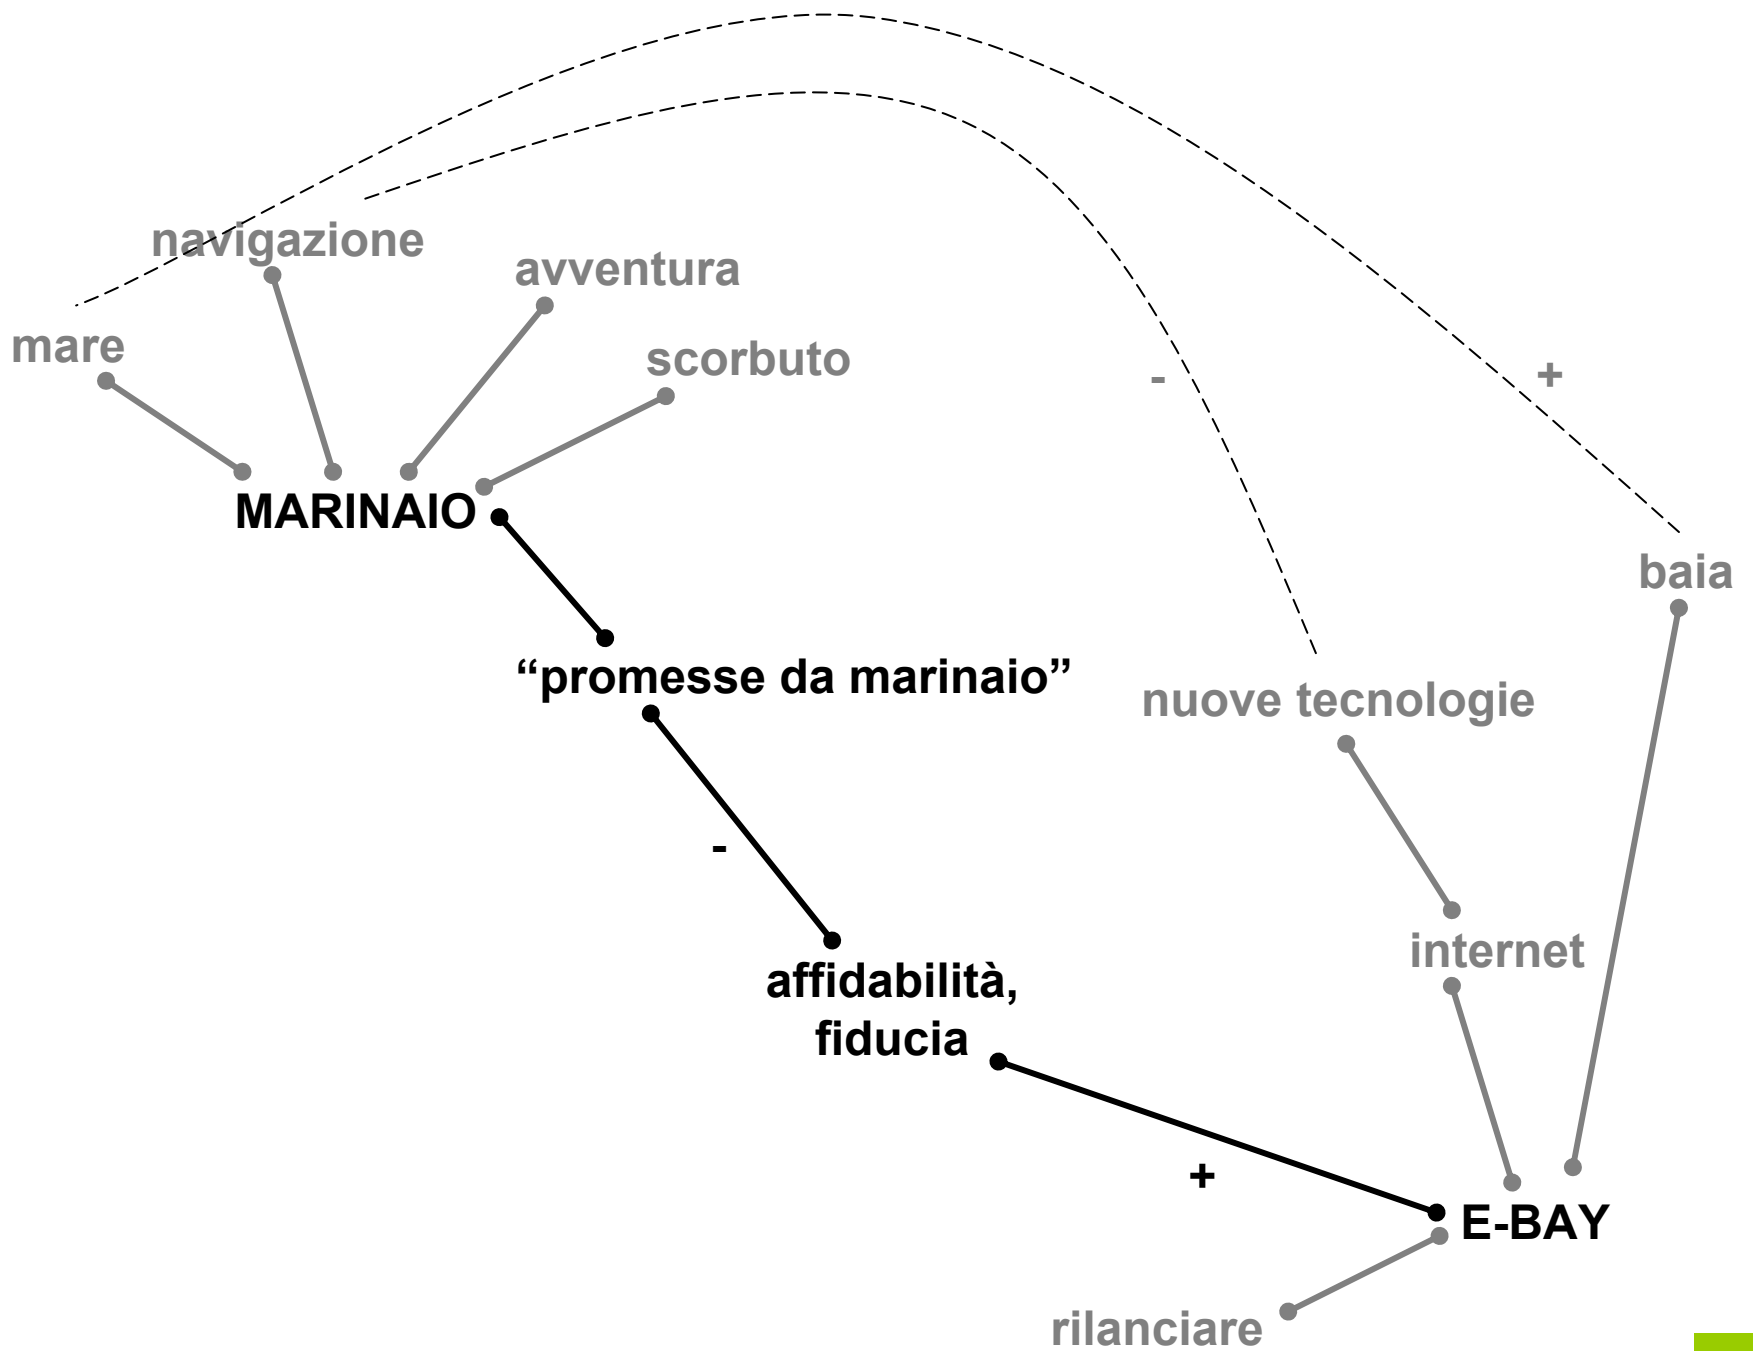 navigazione
avventura
mare
scorbuto
-
+
MARINAIO
baia
“promesse da marinaio”
nuove tecnologie
-
internet
affidabilità,
fiducia
+
E-BAY
rilanciare